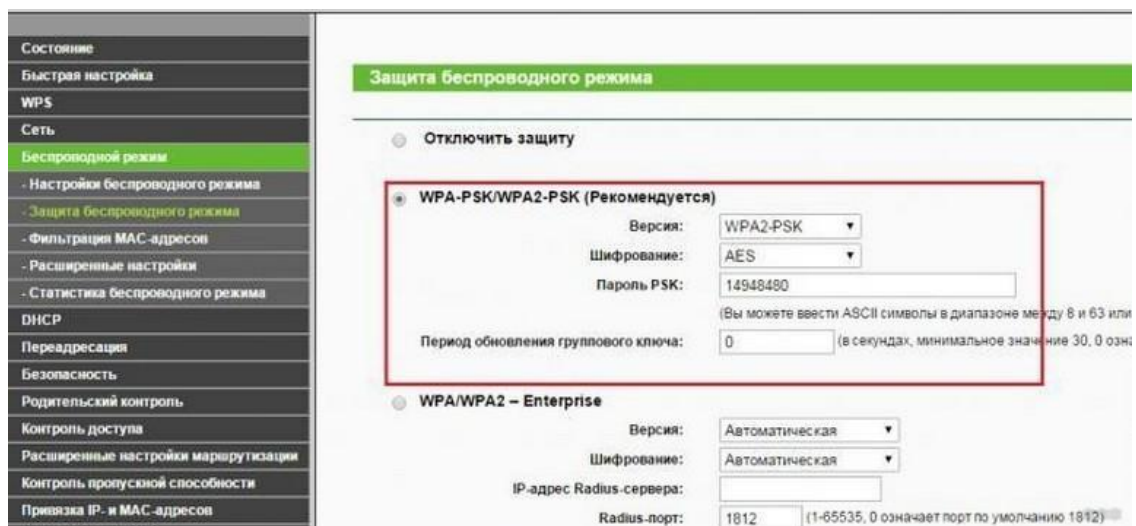 Состояние
Быстрая настройка
WPS
Сеть
Беспроводной режим
- Настройки беспроводного режима
- Защита беспроводного режима
- Фильтрация MAC-адресов
- Расширенные настройки
- Статистика беспроводного режима
DHCP
Переадресация
Безопасность
Родительский контроль
Контроль доступа
Расширенные настройки маршрутизации
Контроль пропускной способности
Привязка IP- и MAC-адресов
Защита беспроводного режима
Отключить защиту
WPA-PSK/WPA2-PSK (Рекомендуется)
Версия: WPA2-PSK
Шифрование: AES
Пароль PSK: 14948480
(Вы можете ввести ASCII символы в диапазоне между 8 и 63 или
Период обновления группового ключа: 0 (в секундах, минимальное значение 30, 0 озна
WPA/WPA2 – Enterprise
Версия: Автоматическая
Шифрование: Автоматическая
IP-адрес Radius-сервера:
Radius-порт: 1812 (1-65535, 0 означает порт по умолчанию 1812)